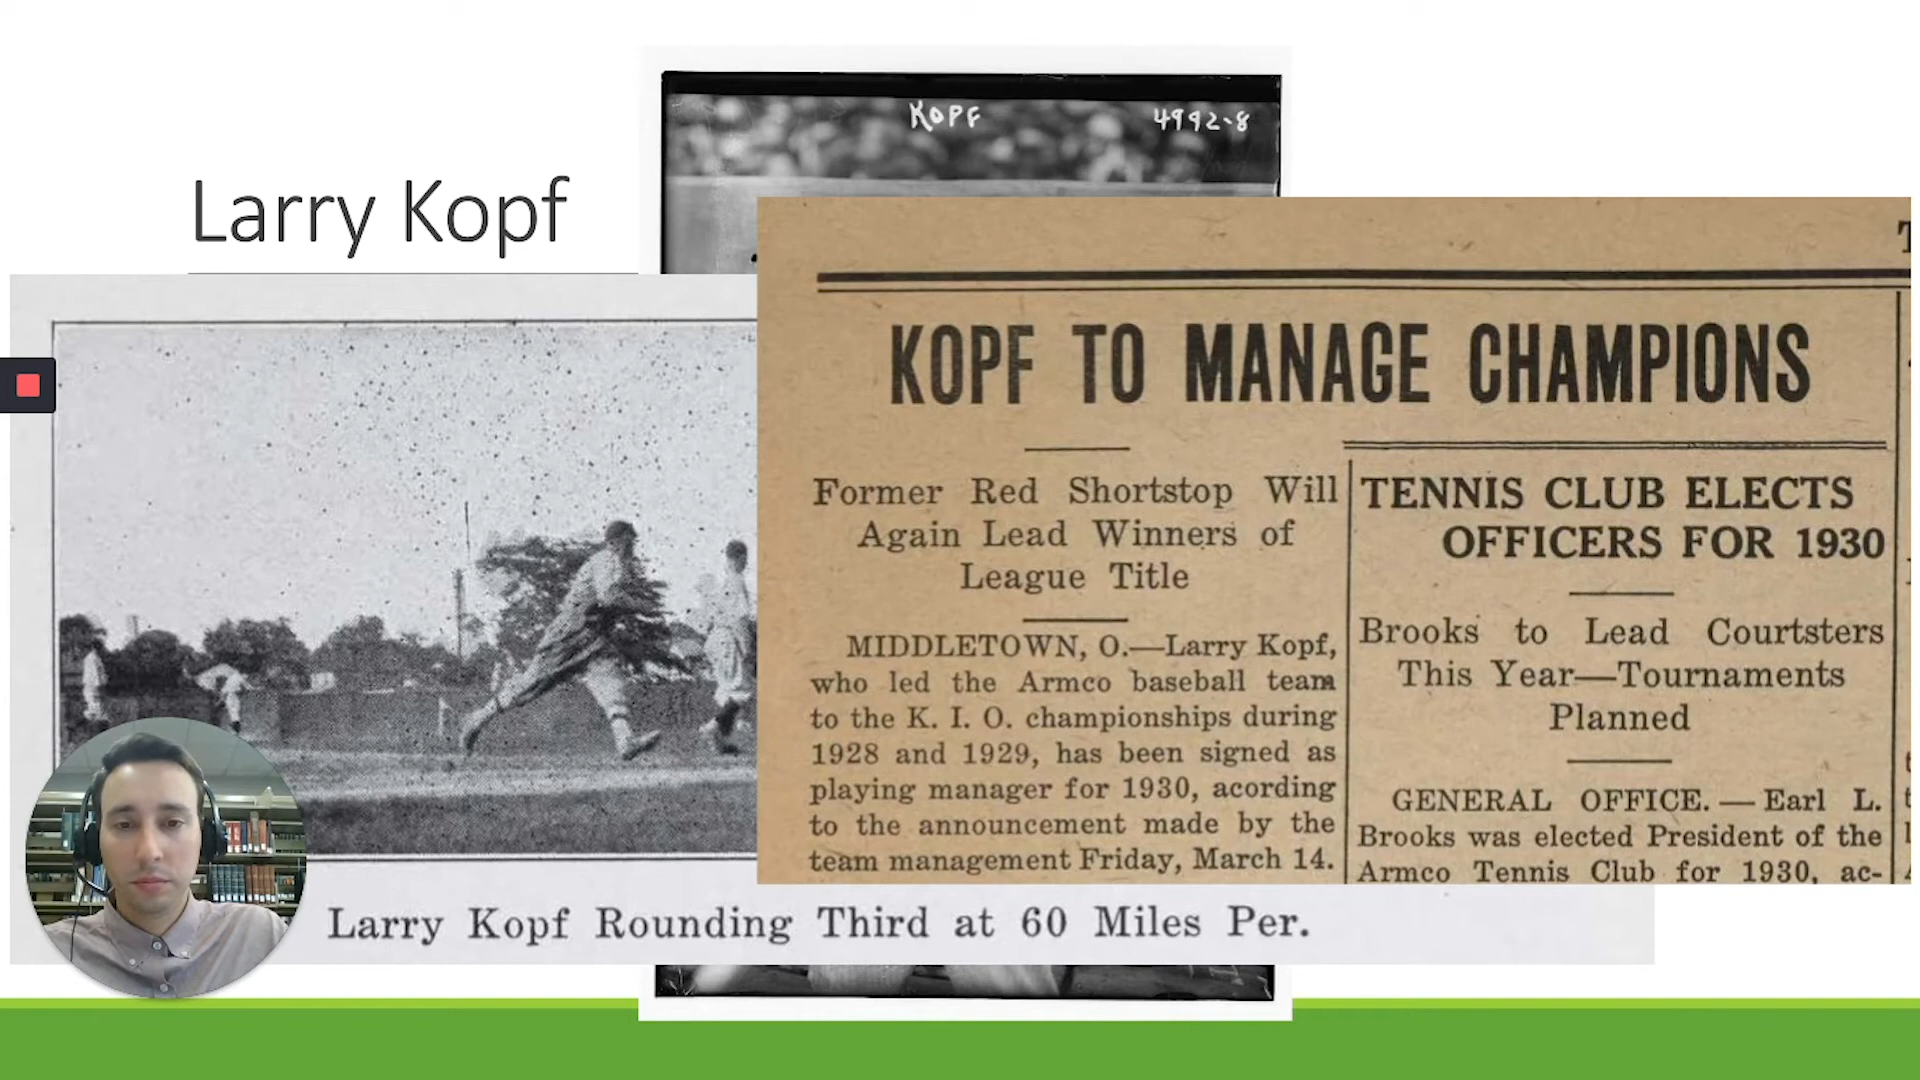 KOPF 4992-8
Larry Kopf
KOPF TO MANAGE CHAMPIONS
Former Red Shortstop Will
Again Lead Winners of
League Title
MIDDLETOWN, O.—Larry Kopf,
who led the Armco baseball team
to the K. I. O. championships during
1928 and 1929, has been signed as
playing manager for 1930, acording
to the announcement made by the
team management Friday, March 14.
TENNIS CLUB ELECTS
OFFICERS FOR 1930
Brooks to Lead Courtsters
This Year—Tournaments
Planned
GENERAL OFFICE. — Earl L.
Brooks was elected President of the
Armco Tennis Club for 1930, ac-
Larry Kopf Rounding Third at 60 Miles Per.